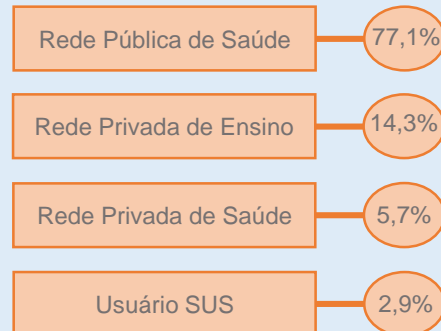 Rede Pública de Saúde 77,1%
Rede Privada de Ensino 14,3%
Rede Privada de Saúde 5,7%
Usuário SUS 2,9%